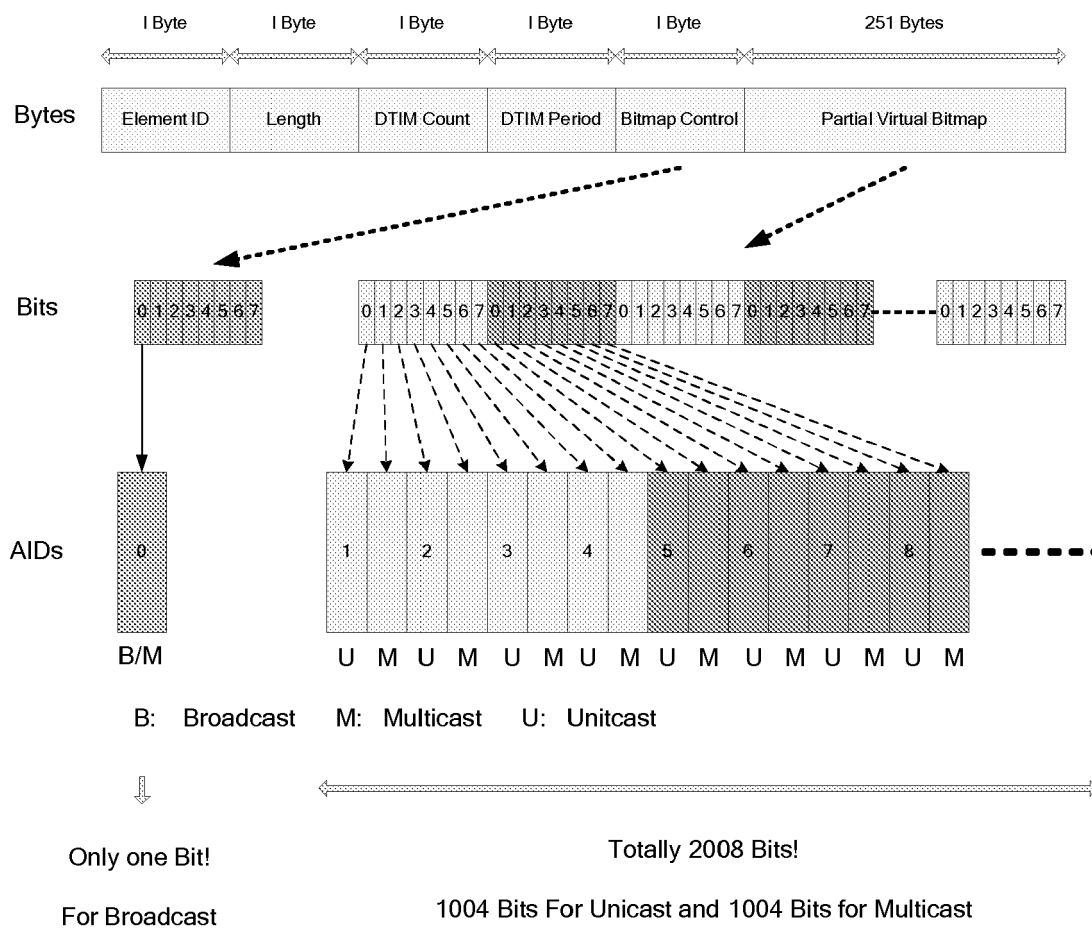 I Byte I Byte I Byte I Byte I Byte 251 Bytes
Bytes Element ID Length DTIM Count DTIM Period Bitmap Control Partial Virtual Bitmap
Bits 0 1 2 3 4 5 6 7 0 1 2 3 4 5 6 7 0 1 2 3 4 5 6 7 0 1 2 3 4 5 6 7 0 1 2 3 4 5 6 7 0 1 2 3 4 5 6 7
AIDs 0 1 2 3 4 5 6 7 8
B/M U M U M U M U M U M U M U M U M
B: Broadcast M: Multicast U: Unitcast
Only one Bit!
For Broadcast
Totally 2008 Bits!
1004 Bits For Unicast and 1004 Bits for Multicast